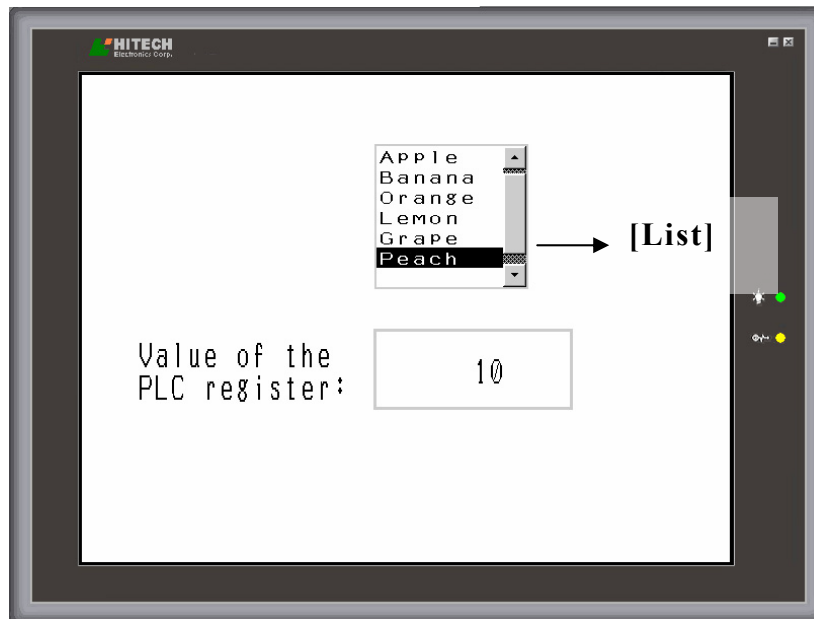 HITECH
Electronics Corp.
Apple
Banana
Orange
Lemon
Grape
Peach
[List]
Value of the
PLC register:
10